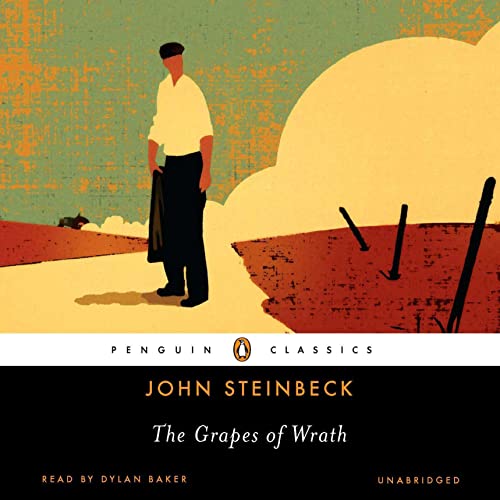 PENGUIN CLASSICS
JOHN STEINBECK
The Grapes of Wrath
READ BY DYLAN BAKER UNABRIDGED